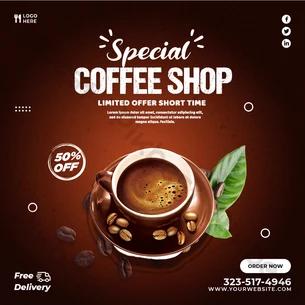 LOGO
HERE
Special
COFFEE SHOP
LIMITED OFFER SHORT TIME
50%
OFF
Free
Delivery
ORDER NOW
323-517-4946
WWW.YOURWEBSITE.COM